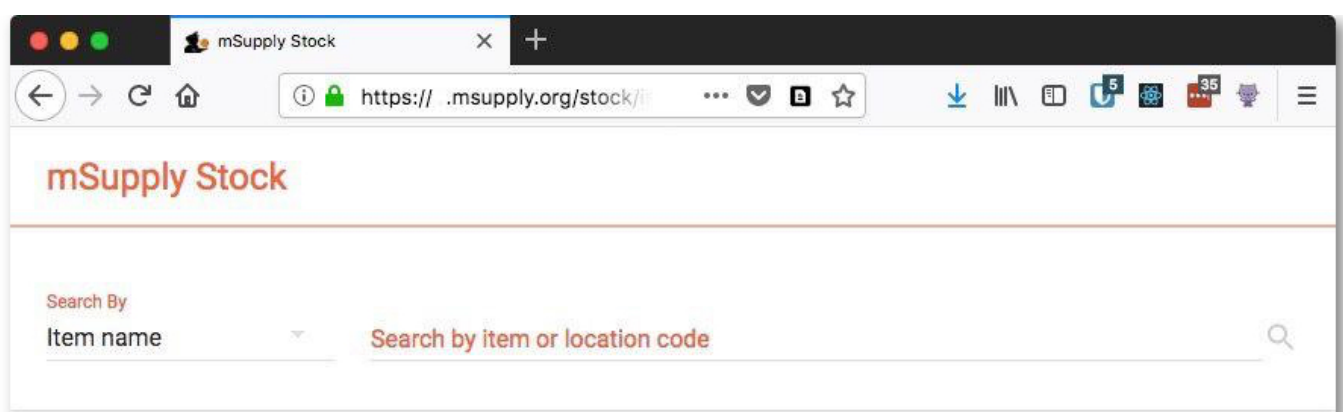 mSupply Stock
https:// .msupply.org/stock/
5
35
mSupply Stock
Search By
Item name
Search by item or location code